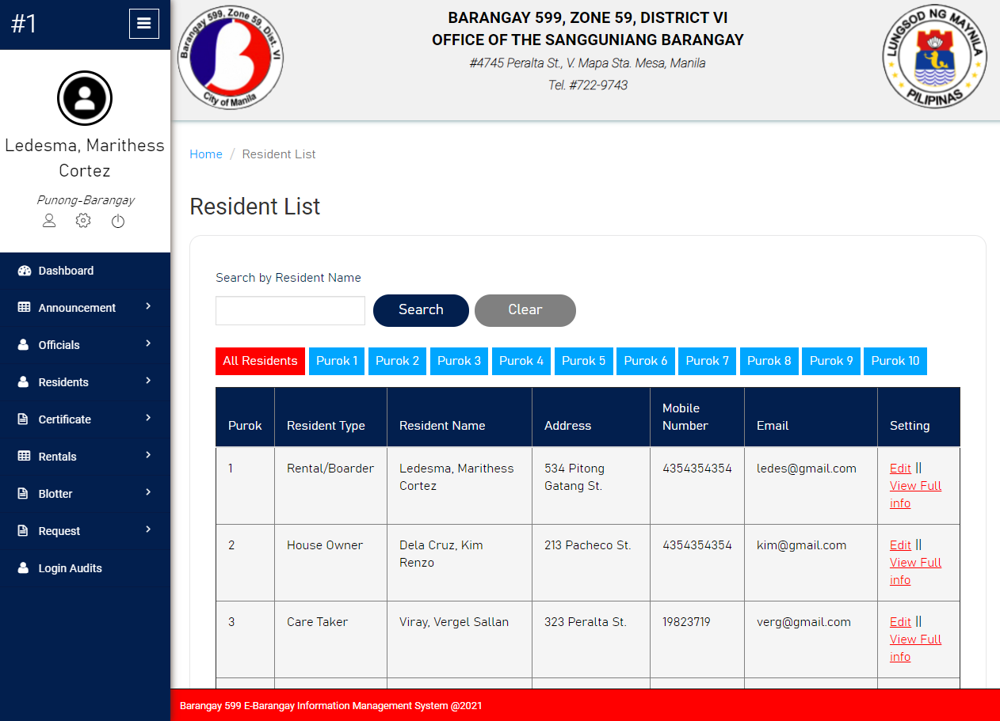 #1
Ledesma, Marithess
Cortez
Punong-Barangay
Dashboard
Announcement
Officials
Residents
Certificate
Rentals
Blotter
Request
Login Audits
Barangay 599, Zone 59, Dist. VI
City of Manila
BARANGAY 599, ZONE 59, DISTRICT VI
OFFICE OF THE SANGGUNIANG BARANGAY
#4745 Peralta St., V. Mapa Sta. Mesa, Manila
Tel. #722-9743
LUNGSOD NG MAYNILA
PILIPINAS
Home / Resident List
Resident List
Search by Resident Name
Search Clear
All Residents Purok 1 Purok 2 Purok 3 Purok 4 Purok 5 Purok 6 Purok 7 Purok 8 Purok 9 Purok 10
Purok Resident Type Resident Name Address Mobile Number Email Setting
1 Rental/Boarder Ledesma, Marithess Cortez 534 Pitong Gatang St. 4354354354 ledes@gmail.com Edit || View Full info
2 House Owner Dela Cruz, Kim Renzo 213 Pacheco St. 4354354354 kim@gmail.com Edit || View Full info
3 Care Taker Viray, Vergel Sallan 323 Peralta St. 19823719 verg@gmail.com Edit || View Full info
Barangay 599 E-Barangay Information Management System @2021